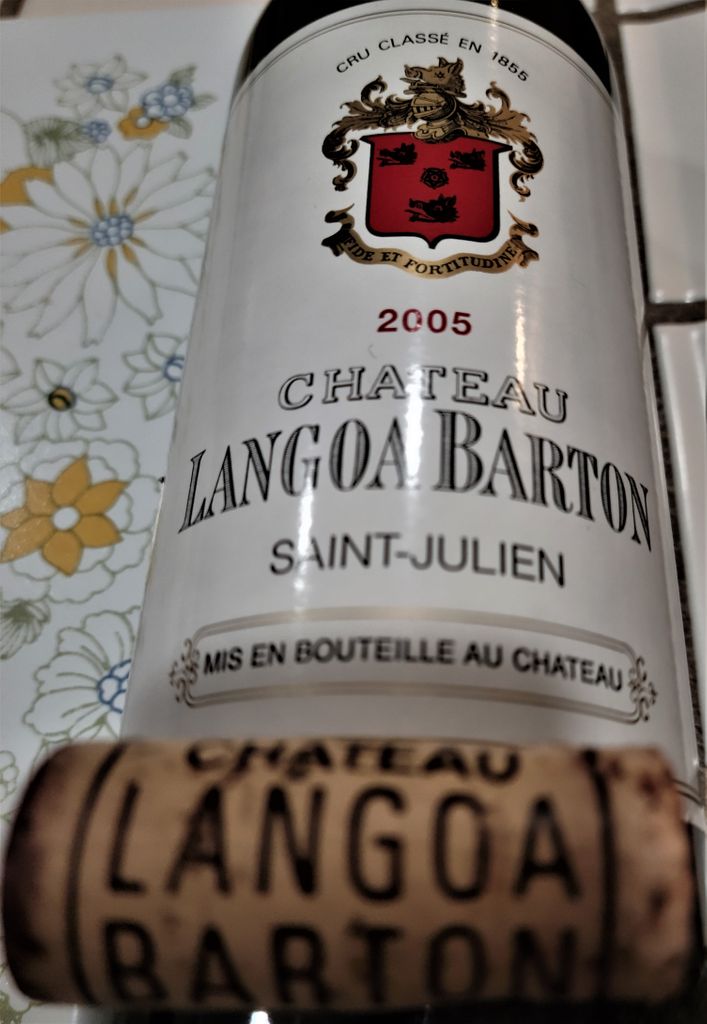 CRU CLASSÉ EN 1855
FIDE ET FORTITUDINE
2005
CHATEAU
LANGOA BARTON
SAINT-JULIEN
MIS EN BOUTEILLE AU CHATEAU
CHATEAU
LANGOA
BARTON